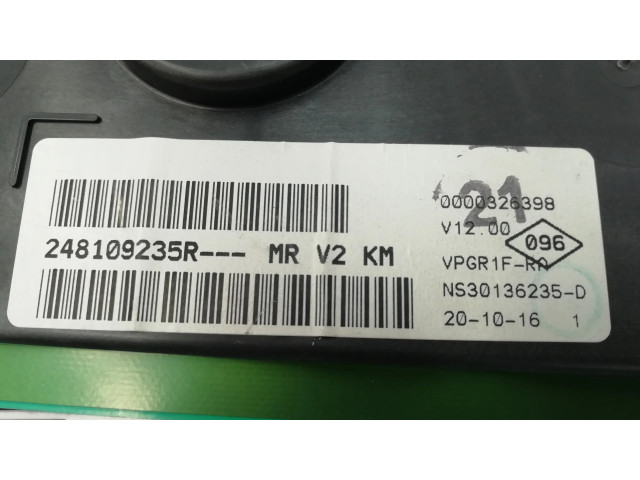 21
0000326398
V12.00
096
248109235R--- MR V2 KM
VPGR1F-RA
NS30136235-D
20-10-16 1